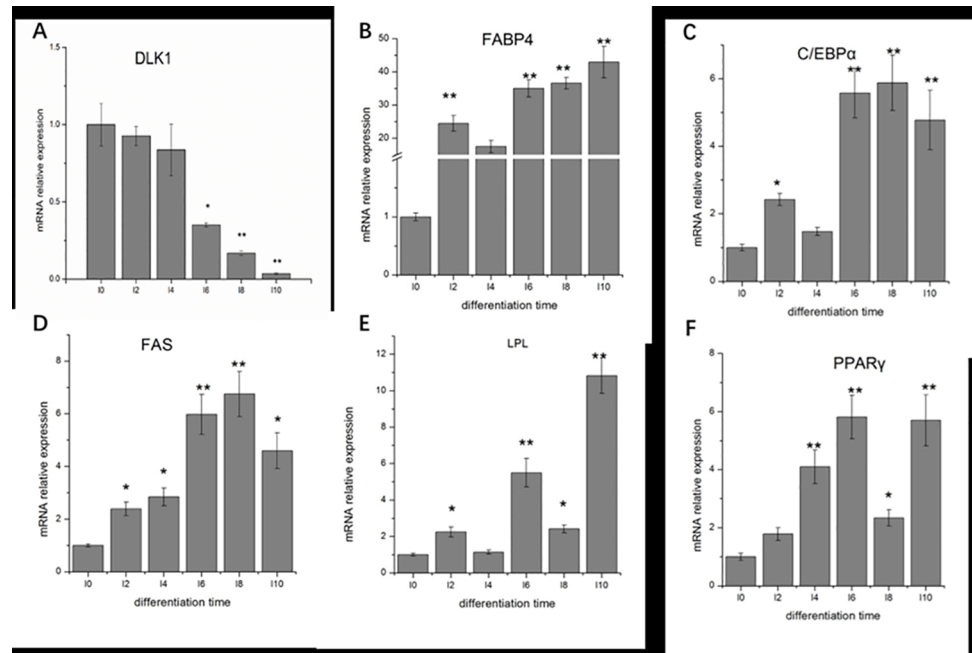 A
DLK1
mRNA relative expression
1.5
1.0
0.5
0.0
*
**
**
I0 I2 I4 I6 I8 I10
B
FABP4
mRNA relative expression
50
40
30
20
1
0
**
**
**
**
I0 I2 I4 I6 I8 I10
differentiation time
C
C/EBPα
mRNA relative expression
6
4
2
0
*
**
**
**
I0 I2 I4 I6 I8 I10
differentiation time
D
FAS
mRNA relative expression
8
6
4
2
0
*
*
**
**
*
I0 I2 I4 I6 I8 I10
differentiation time
E
LPL
mRNA relative expression
12
10
8
6
4
2
0
*
**
*
**
I0 I2 I4 I6 I8 I10
differentiation time
F
PPARγ
mRNA relative expression
8
6
4
2
0
**
**
*
**
I0 I2 I4 I6 I8 I10
differentiation time